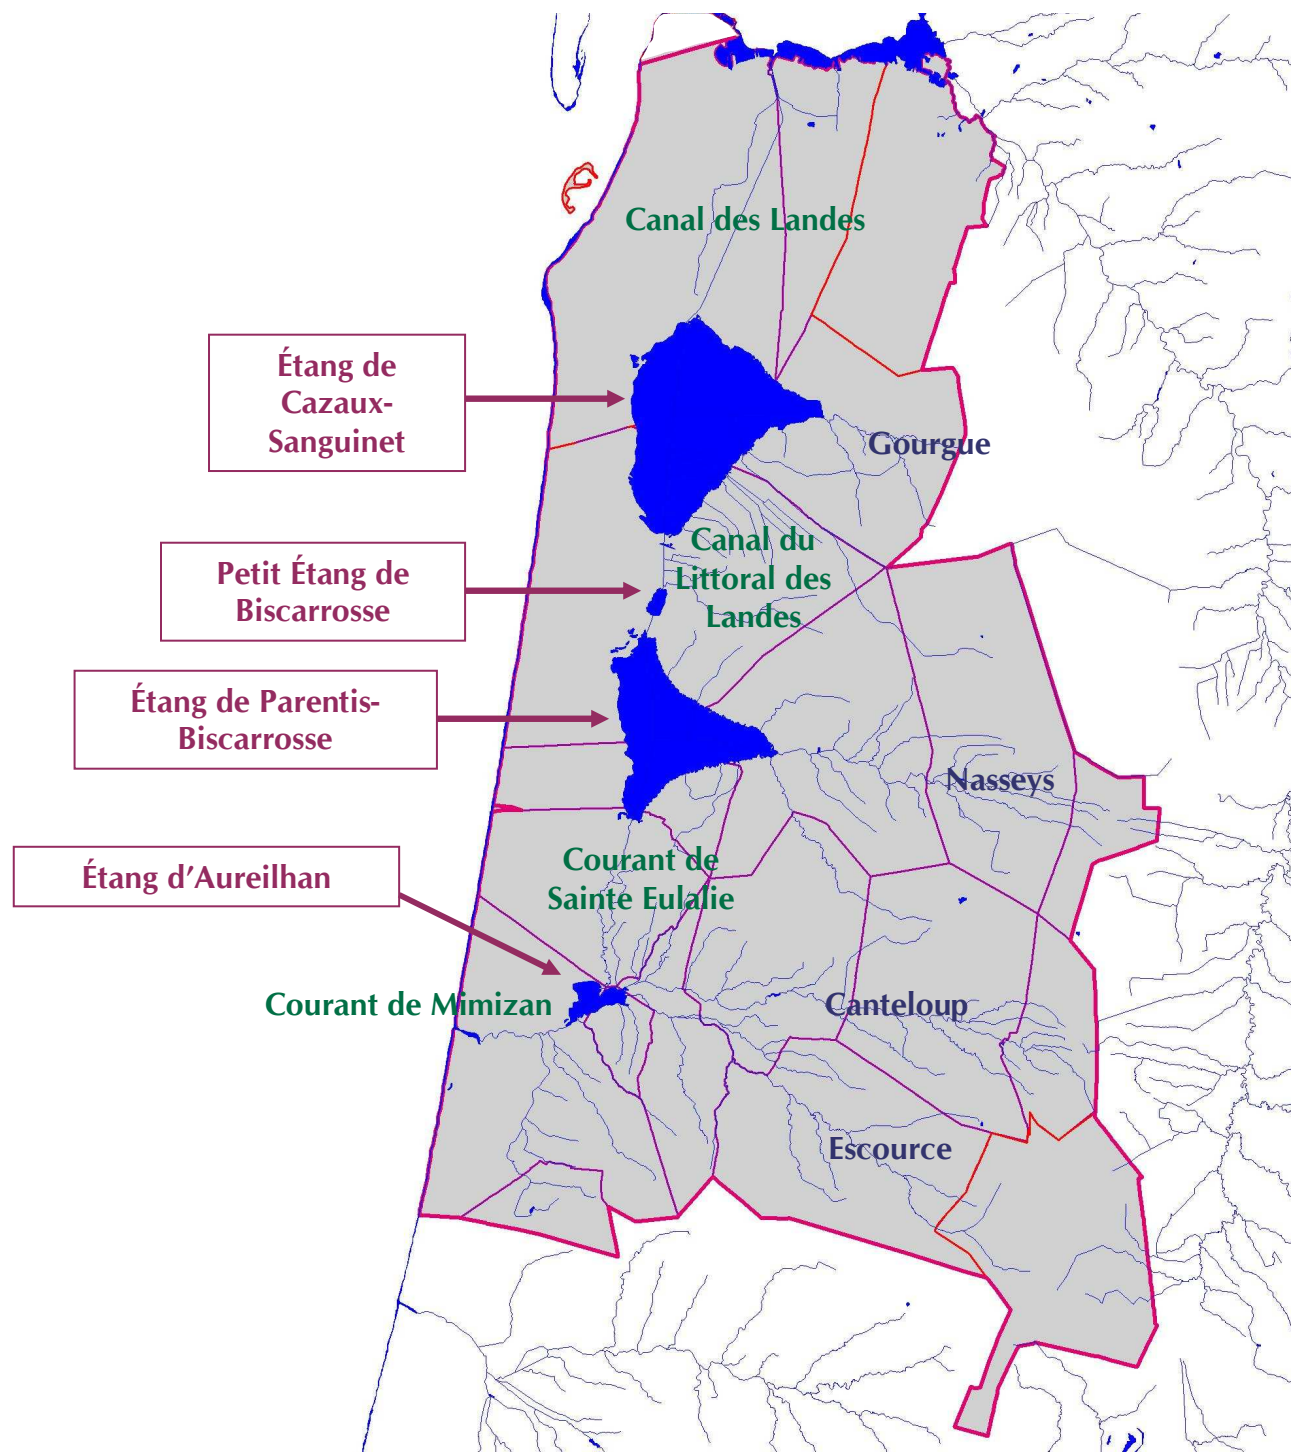 Canal des Landes
Étang de
Cazaux-
Sanguinet
Gourgue
Canal du
Littoral des
Landes
Petit Étang de
Biscarrosse
Étang de Parentis-
Biscarrosse
Nasseys
Courant de
Sainte Eulalie
Étang d’Aureilhan
Courant de Mimizan
Canteloup
Escource